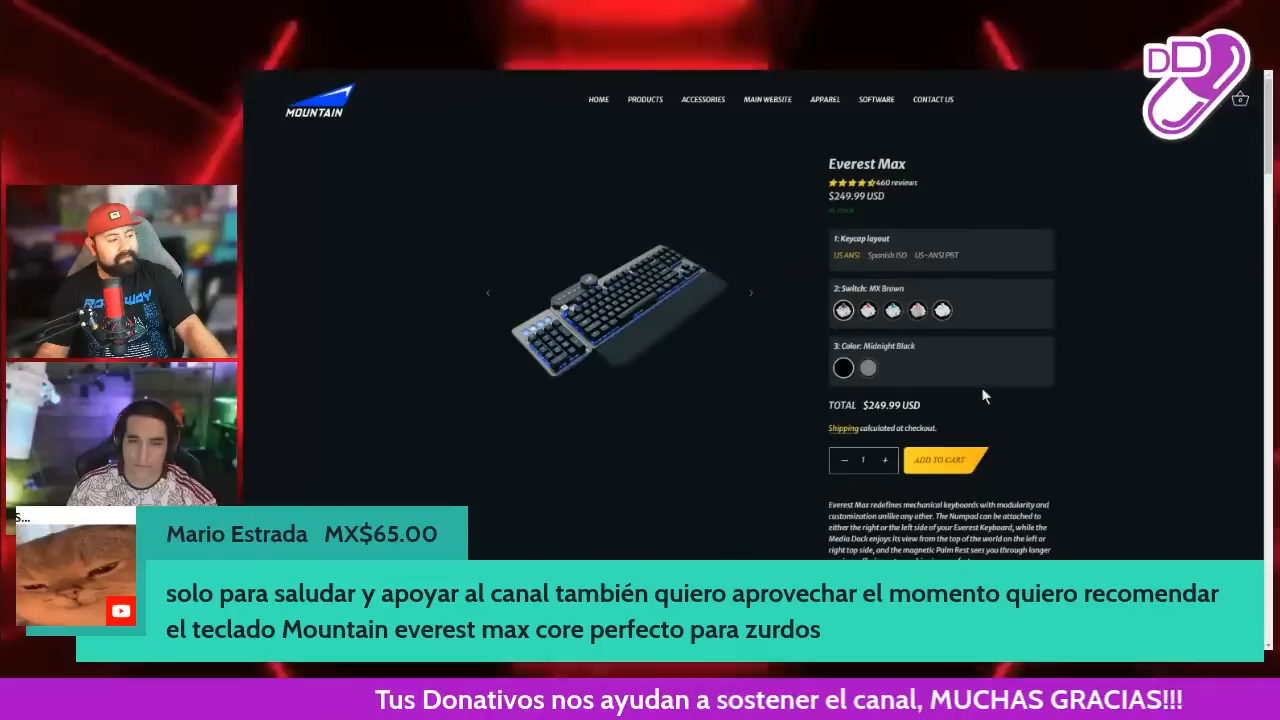 DD
MOUNTAIN
HOME PRODUCTS ACCESSORIES MAIN WEBSITE APPAREL SOFTWARE CONTACT US
0
Everest Max
460 reviews
$249.99 USD
IN STOCK
1: Keycap layout
US ANSI Spanish ISO US-ANSI PBT
2: Switch: MX Brown
3: Color: Midnight Black
TOTAL $249.99 USD
Shipping calculated at checkout.
— 1 + ADD TO CART
Everest Max redefines mechanical keyboards with modularity and
customization unlike any other. The Numpad can be attached to
either the right or the left side of your Everest Keyboard, while the
Media Dock enjoys its view from the top of the world on the left or
right top side, and the magnetic Palm Rest sees you through longer
S...
Mario Estrada MX$65.00
solo para saludar y apoyar al canal también quiero aprovechar el momento quiero recomendar
el teclado Mountain everest max core perfecto para zurdos
Tus Donativos nos ayudan a sostener el canal, MUCHAS GRACIAS!!!